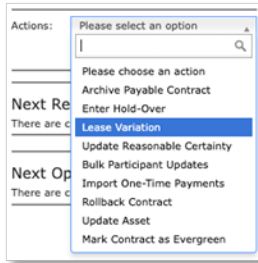 Actions: Please select an option
Please choose an action
Archive Payable Contract
Enter Hold-Over
Lease Variation
Update Reasonable Certainty
Next Re
Bulk Participant Updates
There are c
Import One-Time Payments
Rollback Contract
Next Op
Update Asset
There are c
Mark Contract as Evergreen